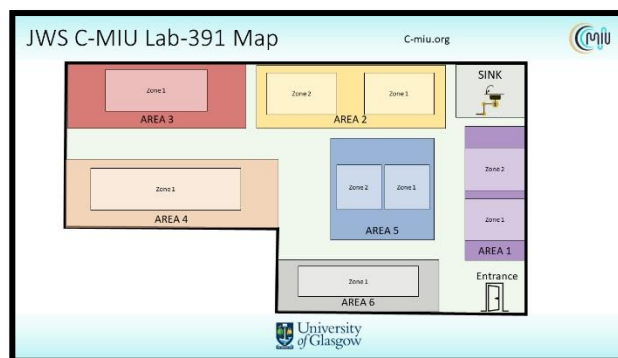 JWS C-MIU Lab-391 Map
C-miu.org
CMIU
Zone 1
AREA 3
Zone 2
Zone 1
AREA 2
SINK
Zone 1
AREA 4
Zone 2
Zone 1
AREA 5
Zone 2
Zone 1
AREA 1
Zone 1
AREA 6
Entrance
University
of Glasgow